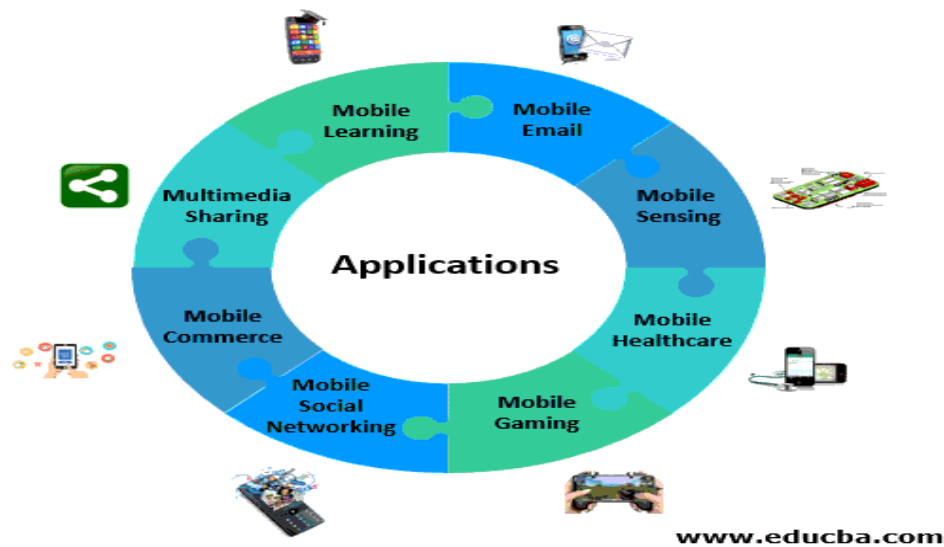 Mobile
Email
Mobile
Sensing
Mobile
Healthcare
Mobile
Gaming
Mobile
Social
Networking
Mobile
Commerce
Multimedia
Sharing
Mobile
Learning
Applications
www.educba.com